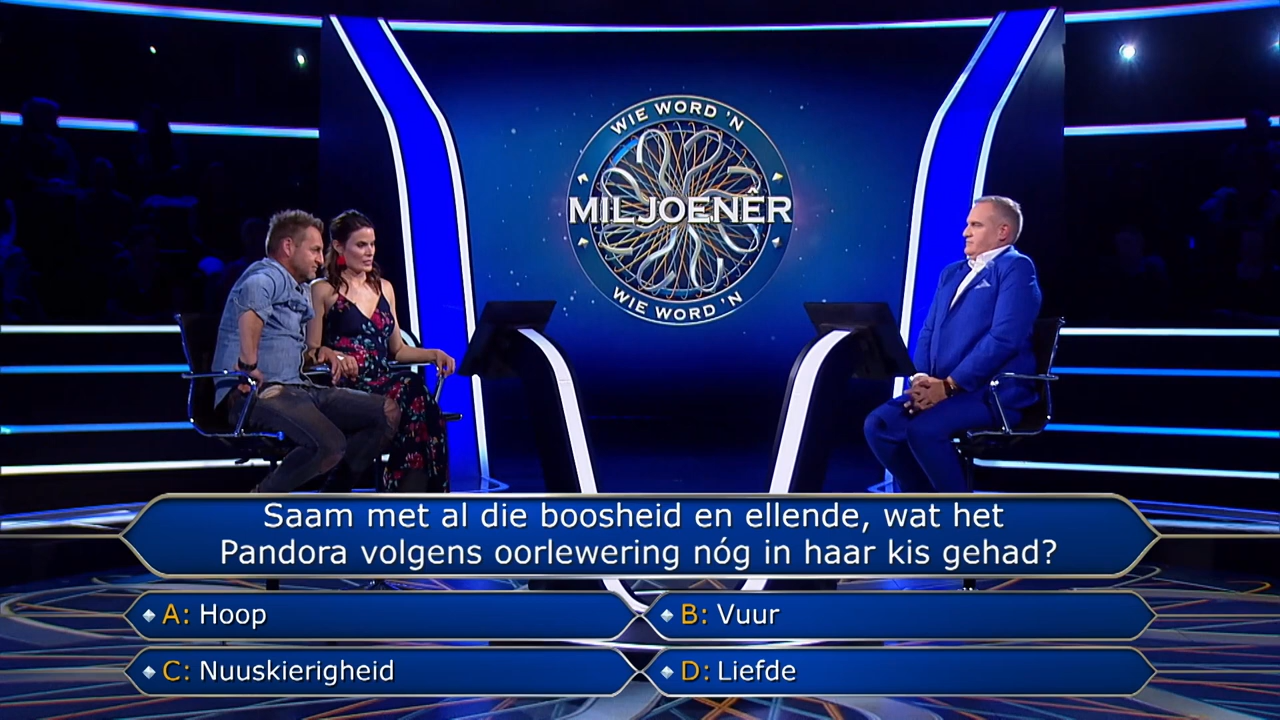 WIE WORD 'N
MILJOENÊR
WIE WORD 'N
Saam met al die boosheid en ellende, wat het
Pandora volgens oorlewering nóg in haar kis gehad?
A: Hoop
B: Vuur
C: Nuuskierigheid
D: Liefde